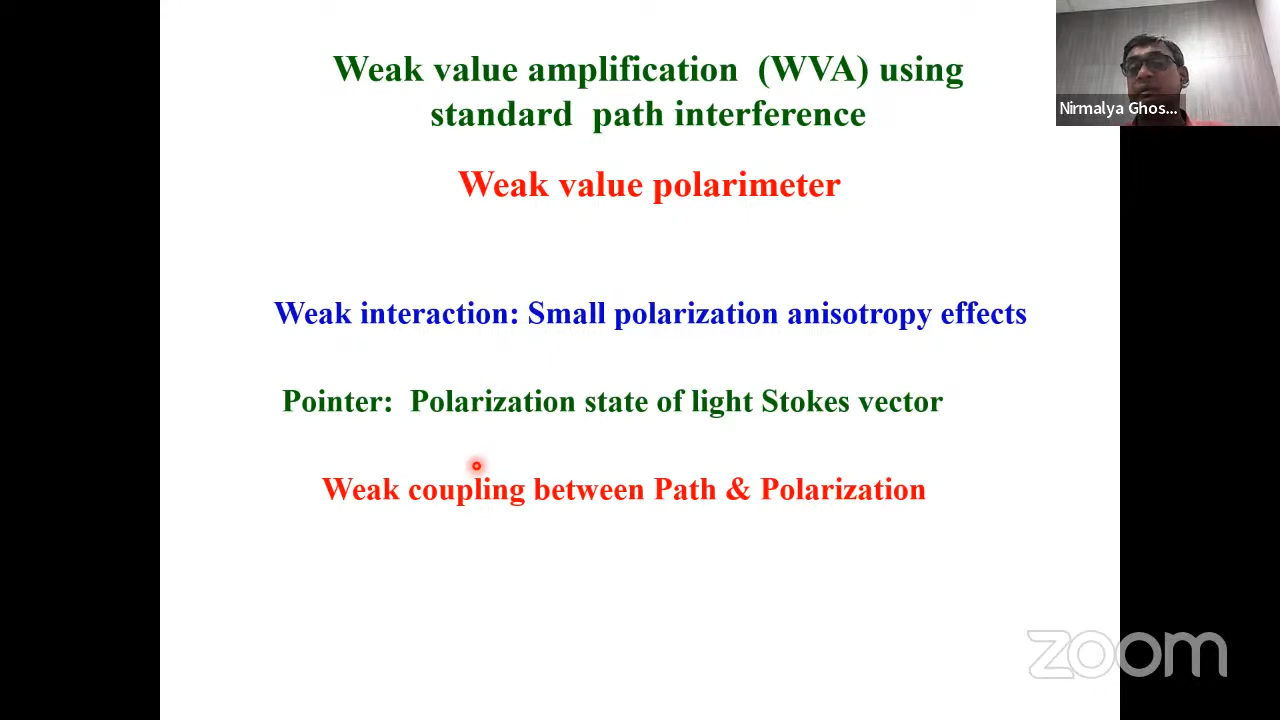 Weak value amplification (WVA) using
standard path interference
Nirmalya Ghos...
Weak value polarimeter
Weak interaction: Small polarization anisotropy effects
Pointer: Polarization state of light Stokes vector
Weak coupling between Path & Polarization
zoom